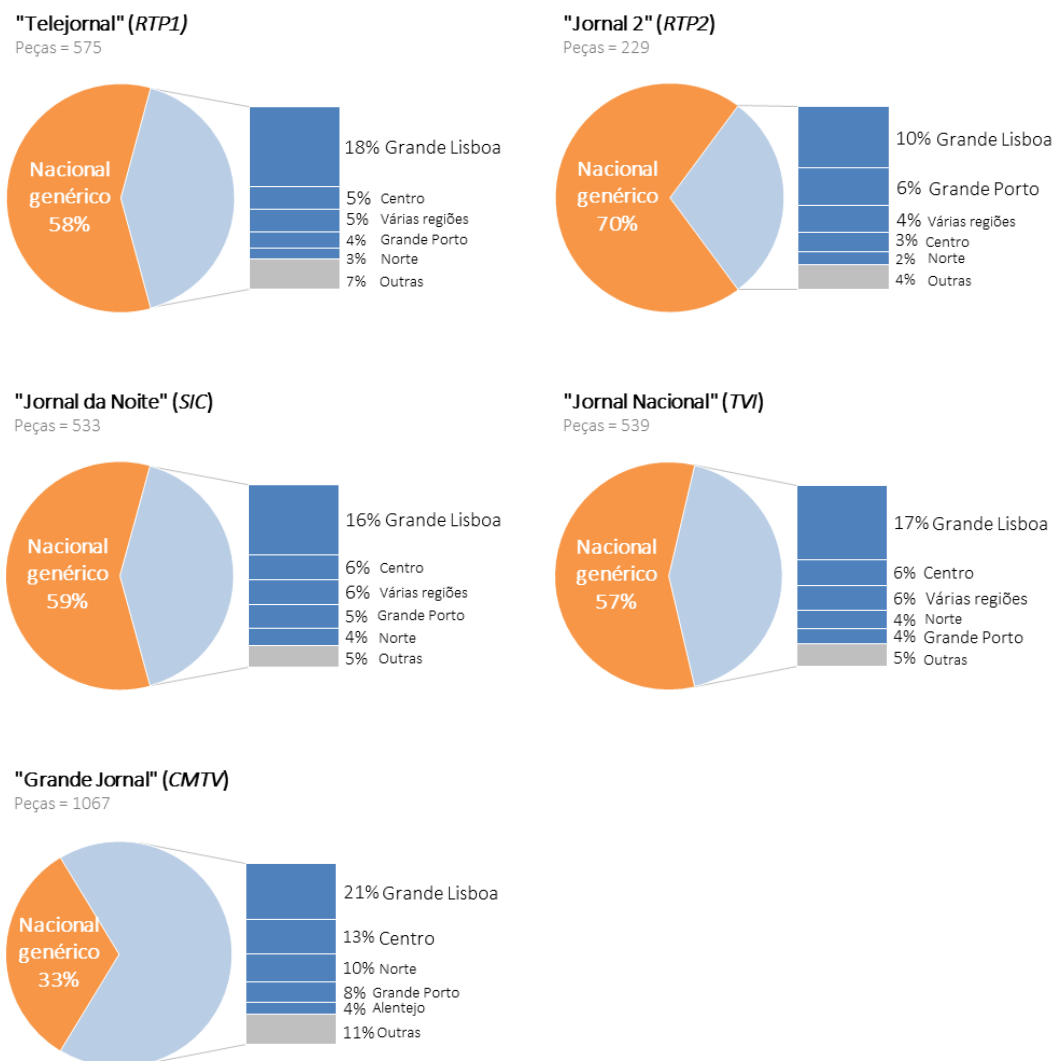 "Telejornal" (RTP1)
Peças = 575
Nacional
genérico
58%
18% Grande Lisboa
5% Centro
5% Várias regiões
4% Grande Porto
3% Norte
7% Outras
"Jornal 2" (RTP2)
Peças = 229
Nacional
genérico
70%
10% Grande Lisboa
6% Grande Porto
4% Várias regiões
3% Centro
2% Norte
4% Outras
"Jornal da Noite" (SIC)
Peças = 533
Nacional
genérico
59%
16% Grande Lisboa
6% Centro
6% Várias regiões
5% Grande Porto
4% Norte
5% Outras
"Jornal Nacional" (TVI)
Peças = 539
Nacional
genérico
57%
17% Grande Lisboa
6% Centro
6% Várias regiões
4% Norte
4% Grande Porto
5% Outras
"Grande Jornal" (CMTV)
Peças = 1067
Nacional
genérico
33%
21% Grande Lisboa
13% Centro
10% Norte
8% Grande Porto
4% Alentejo
11% Outras